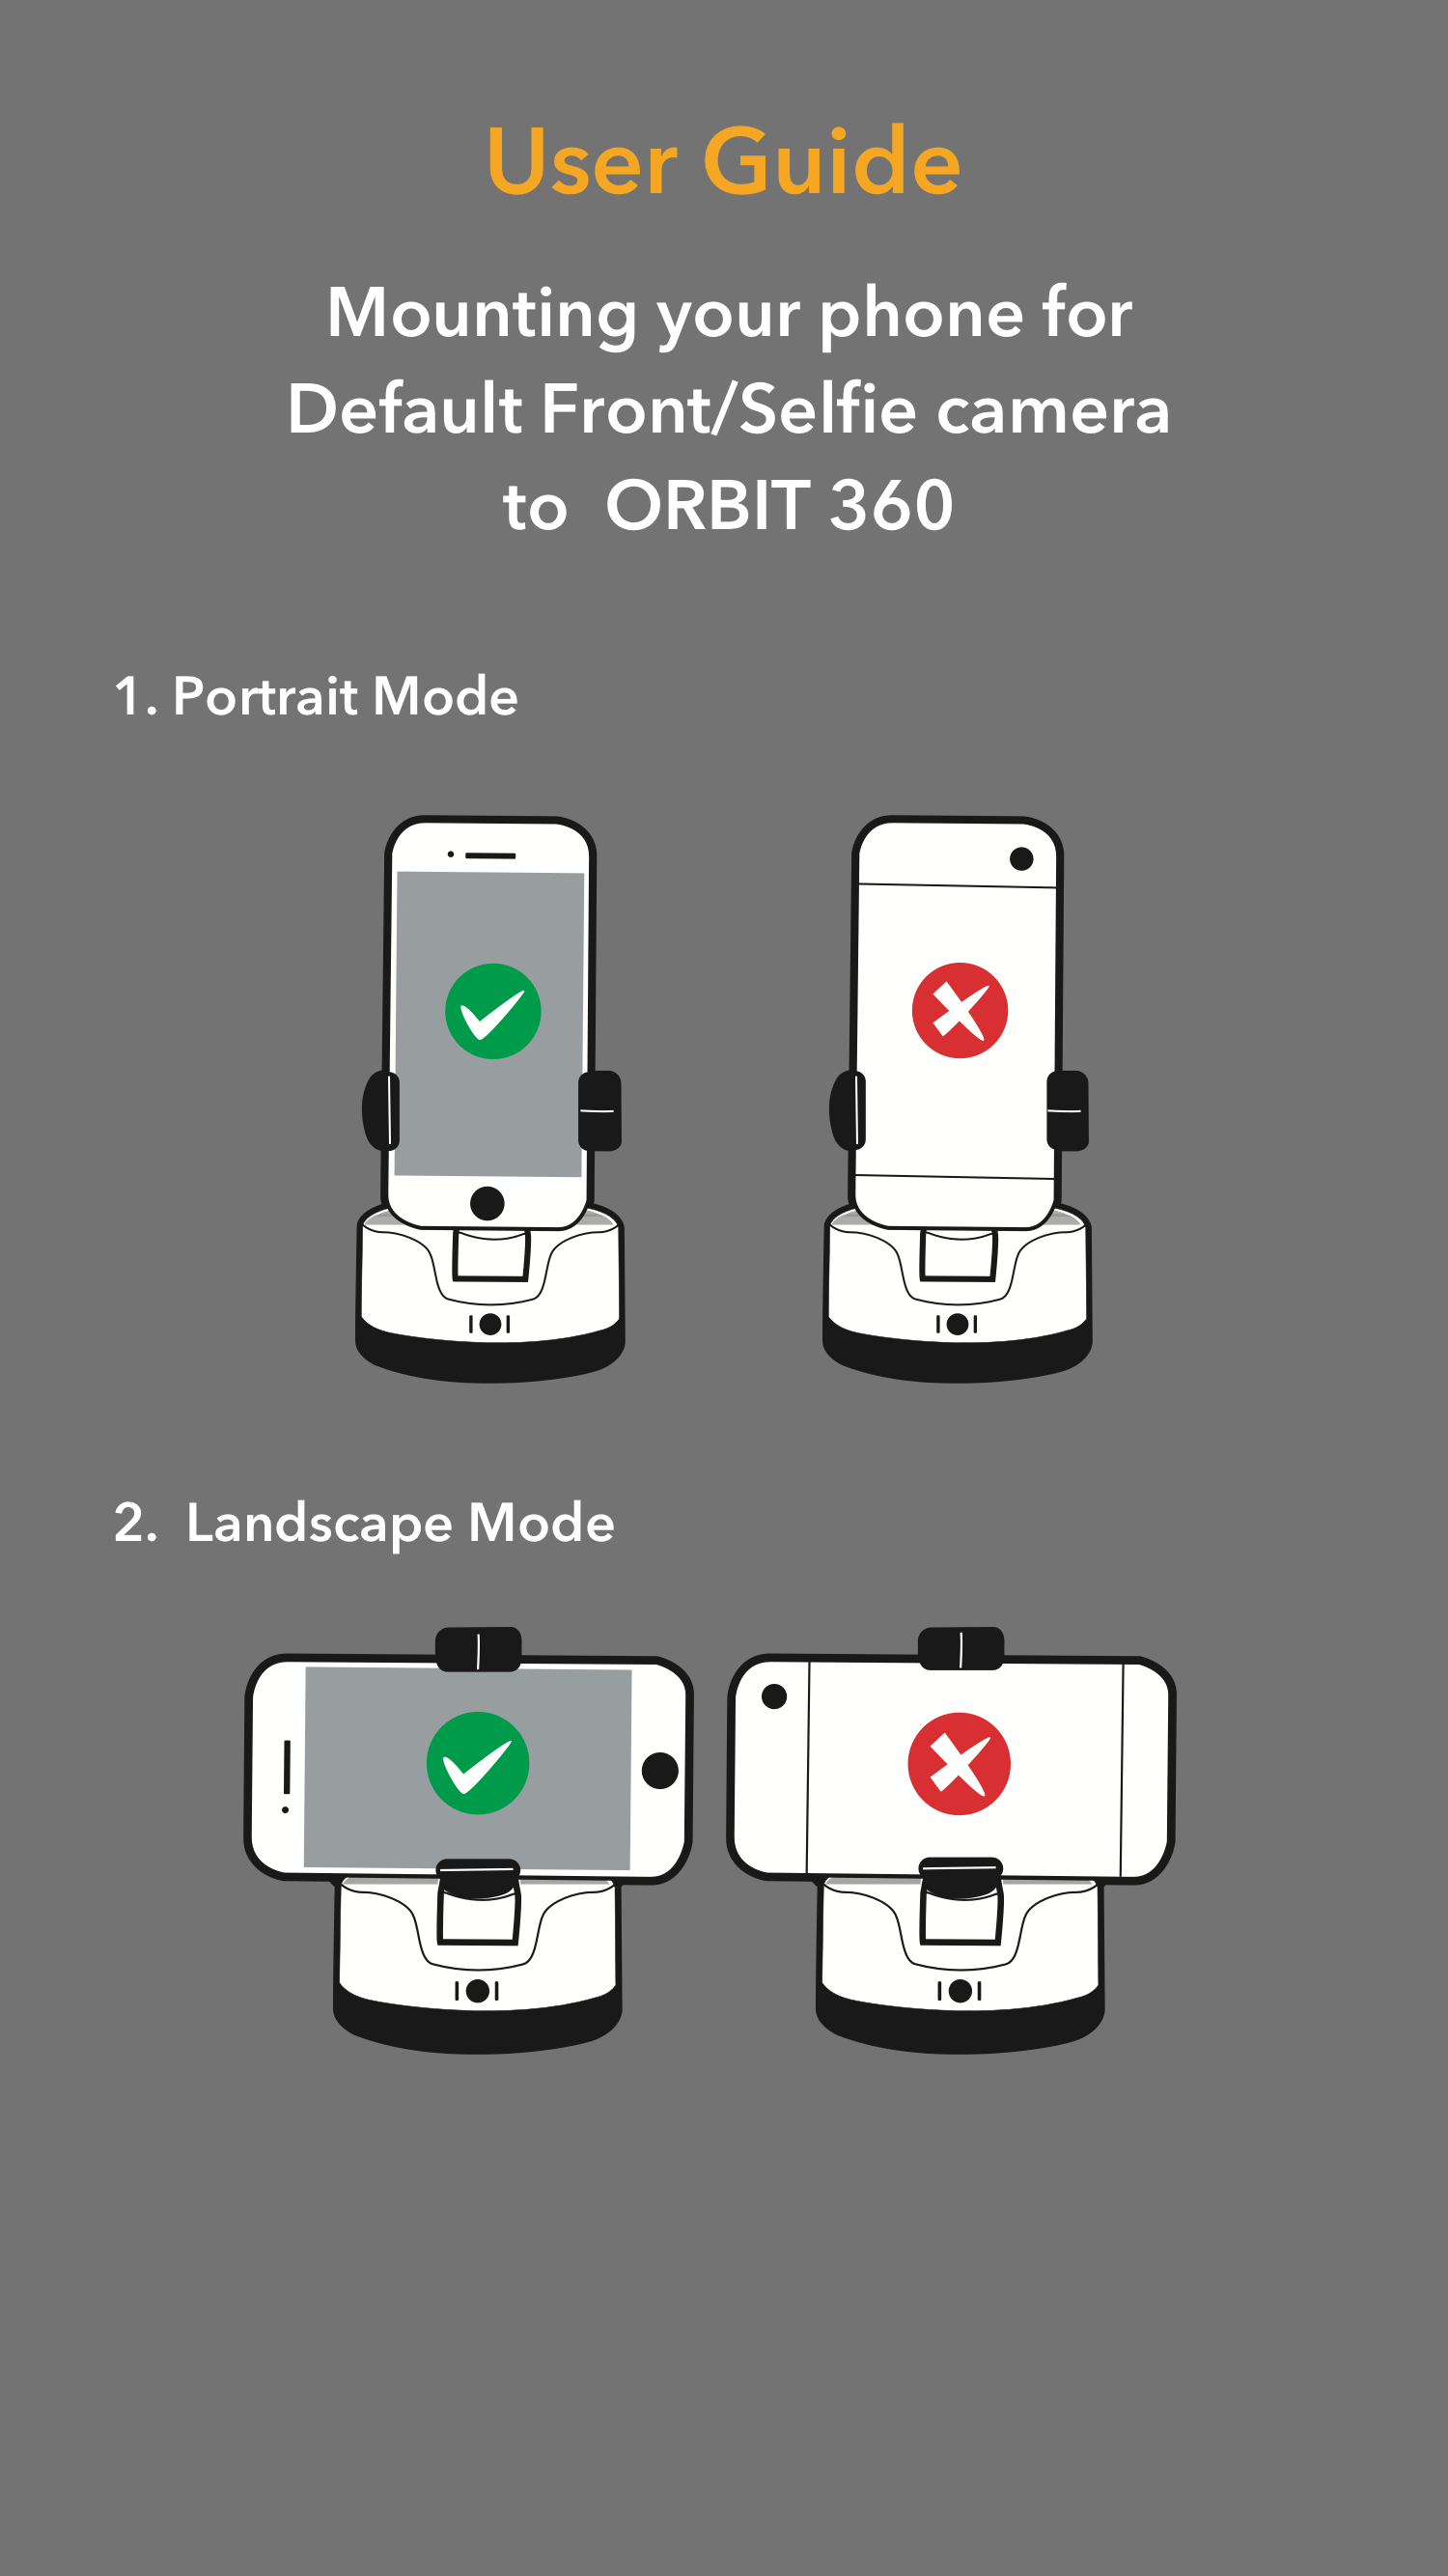 User Guide
Mounting your phone for
Default Front/Selfie camera
to ORBIT 360
1. Portrait Mode
2. Landscape Mode